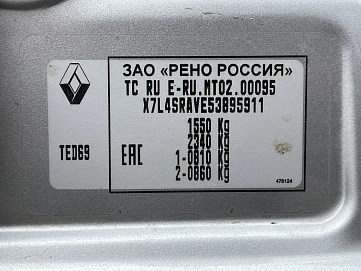 ЗАО «РЕНО РОССИЯ»
TC RU E-RU.MT02.00095
X7L4SRAVE53895911
1550 Kg
2340 Kg
1-0810 Kg
2-0860 Kg
TED69
EAC
478124